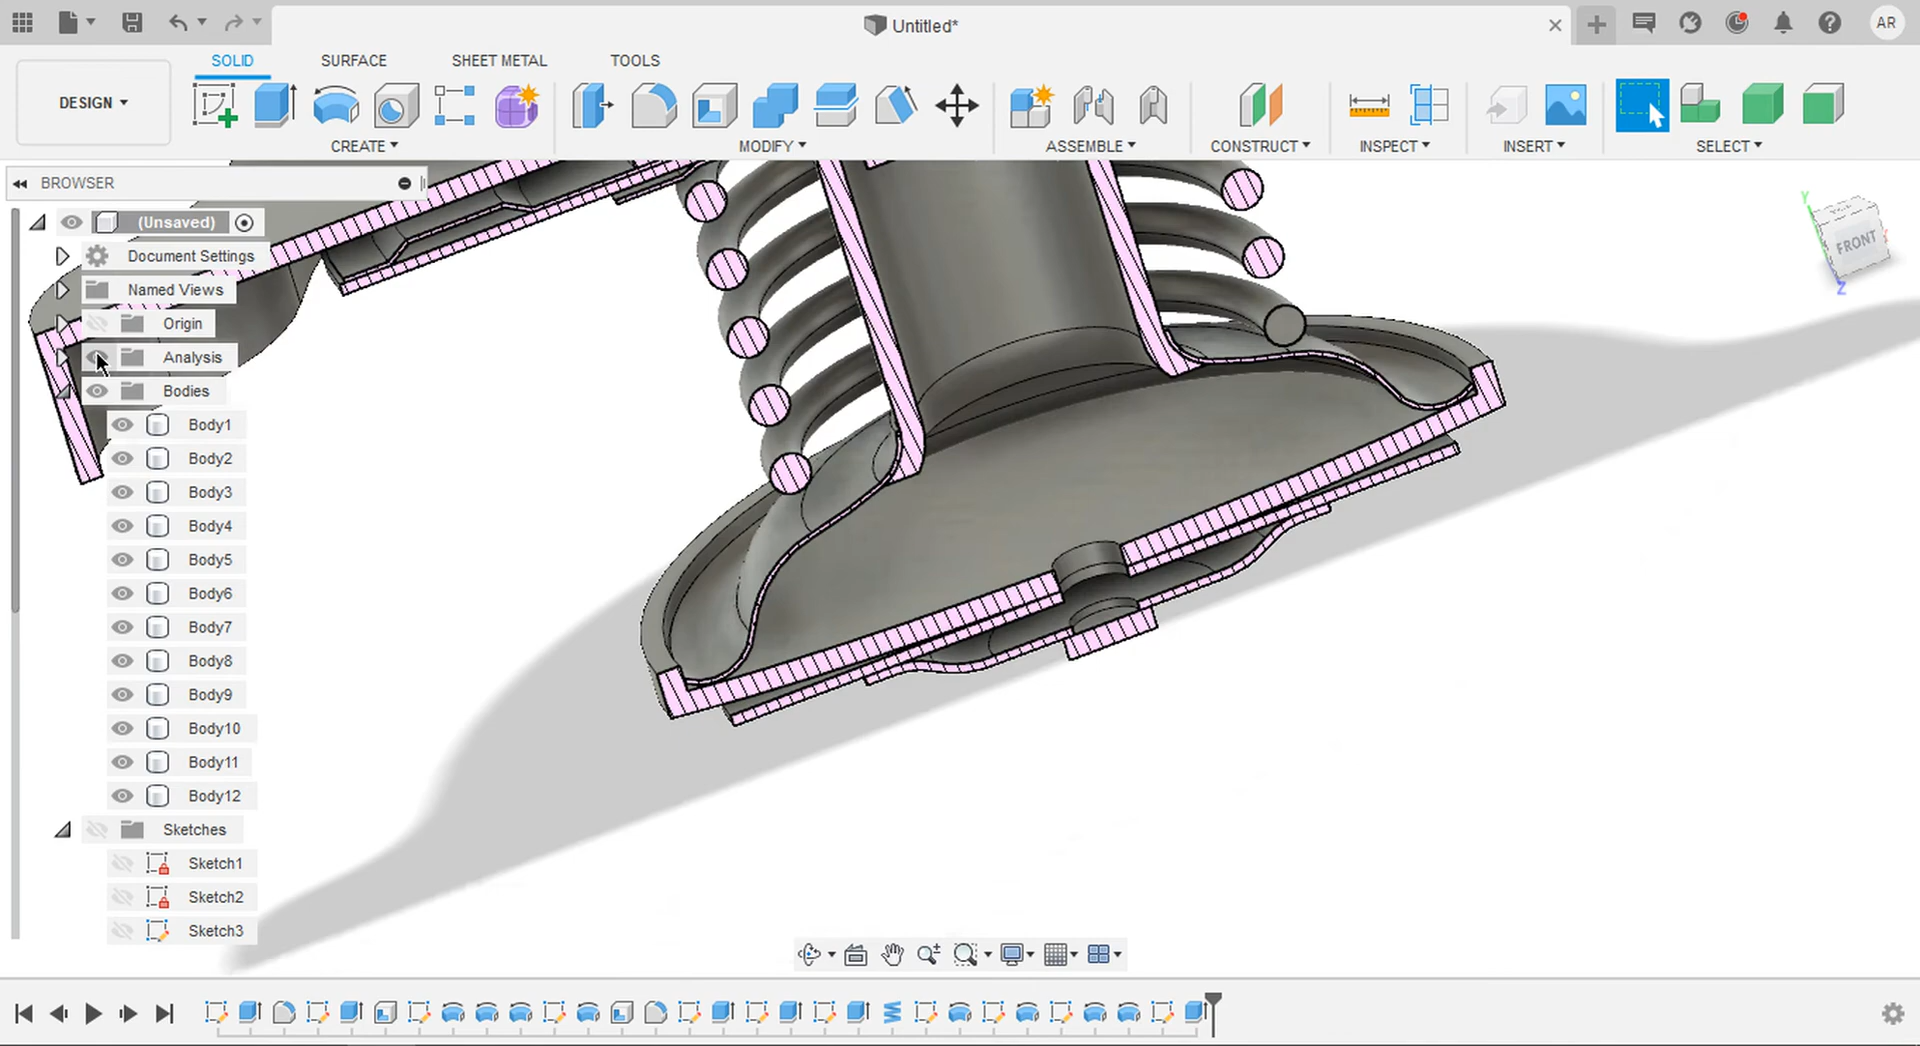 Untitled*
AR
DESIGN
SOLID
SURFACE
SHEET METAL
TOOLS
CREATE
MODIFY
ASSEMBLE
CONSTRUCT
INSPECT
INSERT
SELECT
BROWSER
(Unsaved)
Document Settings
Named Views
Origin
Analysis
Bodies
Body1
Body2
Body3
Body4
Body5
Body6
Body7
Body8
Body9
Body10
Body11
Body12
Sketches
Sketch1
Sketch2
Sketch3
Y
FRONT
Z